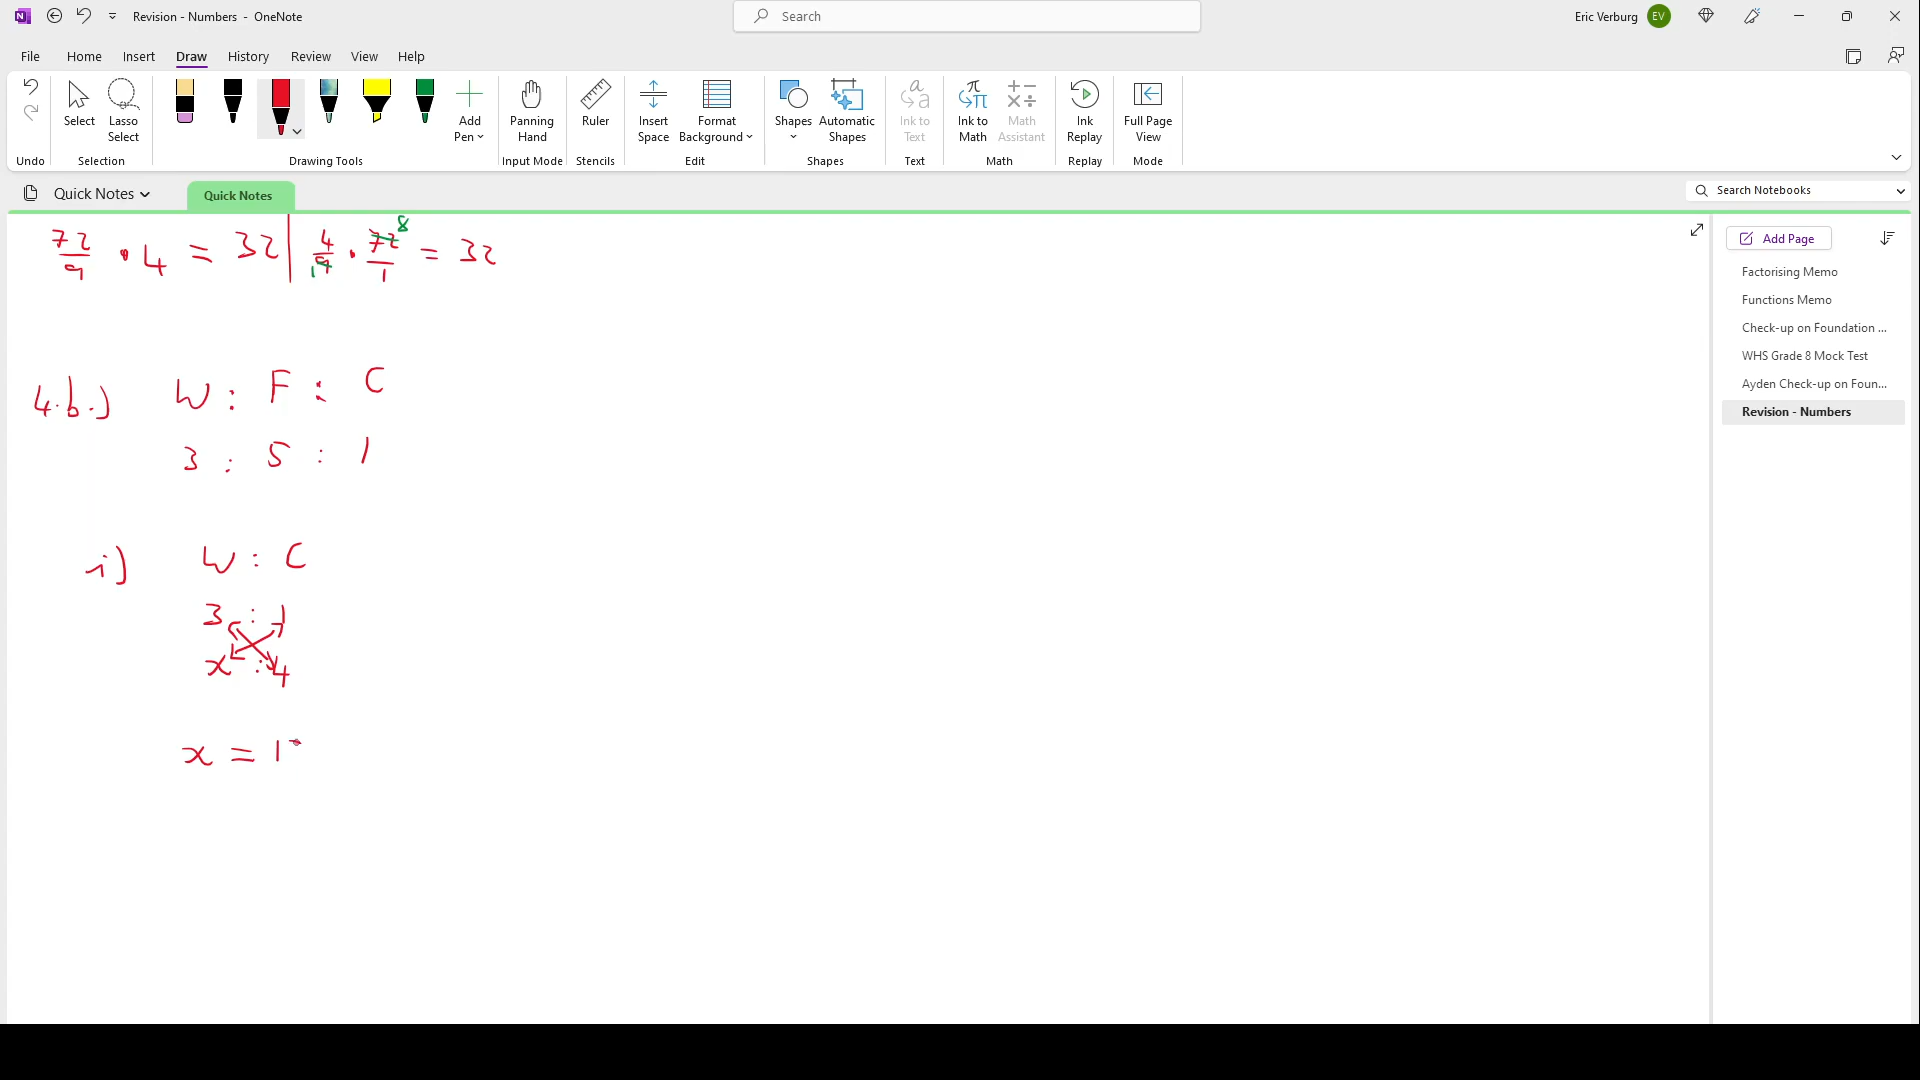 Revision - Numbers - OneNote
Search
Eric Verburg EV
File Home Insert Draw History Review View Help
Undo
Select
Lasso Select
Selection
Add Pen
Drawing Tools
Panning Hand
Input Mode
Ruler
Stencils
Insert Space
Format Background
Edit
Shapes
Automatic Shapes
Shapes
Ink to Text
Text
Ink to Math
Math Assistant
Math
Ink Replay
Replay
Full Page View
Mode
Quick Notes
Quick Notes
Search Notebooks
Add Page
Factorising Memo
Functions Memo
Check-up on Foundation ...
WHS Grade 8 Mock Test
Ayden Check-up on Foun...
Revision - Numbers
72/9 · 4 = 32 | 4/9 1 · 72/1 8 = 32
4.b.) W : F : C
3 : 5 : 1
i) W : C
3 : 1
x : 4
x = 1